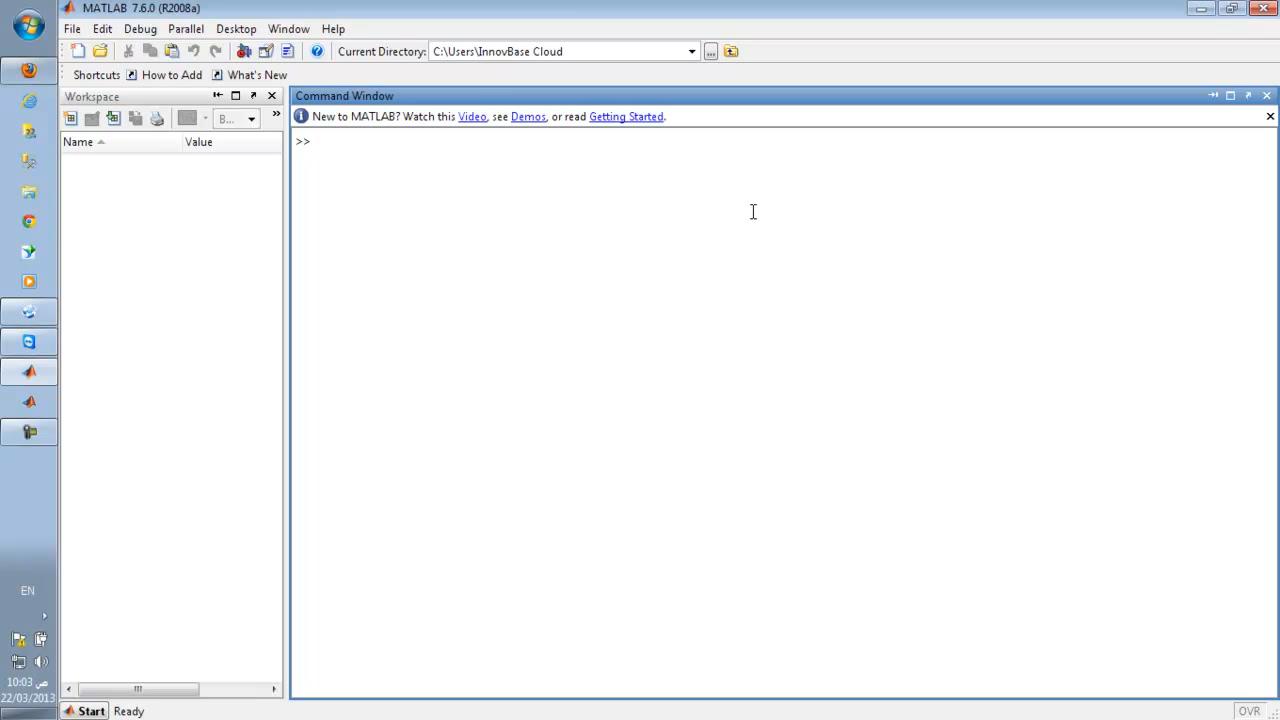 MATLAB 7.6.0 (R2008a)
File Edit Debug Parallel Desktop Window Help
Current Directory: C:\Users\InnovBase Cloud ...
Shortcuts How to Add What's New
Workspace
B...
Name Value
Command Window
New to MATLAB? Watch this Video, see Demos, or read Getting Started.
>>
EN
10:03 ص
22/03/2013
Start Ready
OVR